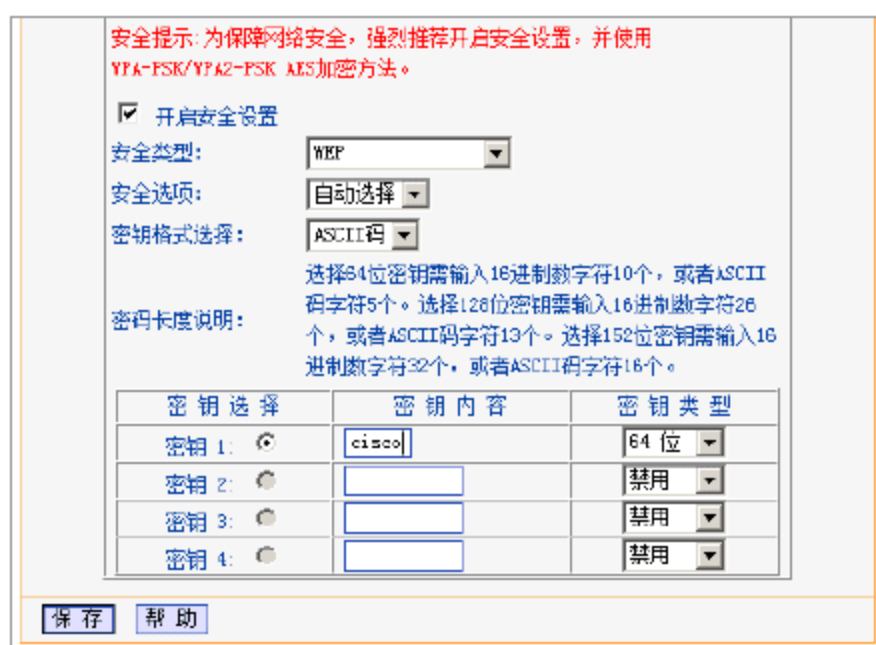 安全提示:为保障网络安全，强烈推荐开启安全设置，并使用
WPA-PSK/WPA2-PSK AES加密方法。
开启安全设置
安全类型: WEP
安全选项: 自动选择
密钥格式选择: ASCII码
密码长度说明: 选择64位密钥需输入16进制数字符10个，或者ASCII
码字符5个。选择128位密钥需输入16进制数字符26
个，或者ASCII码字符13个。选择152位密钥需输入16
进制数字符32个，或者ASCII码字符16个。
密钥选择 密钥内容 密钥类型
密钥 1: cisco 64 位
密钥 2: 禁用
密钥 3: 禁用
密钥 4: 禁用
保存 帮助